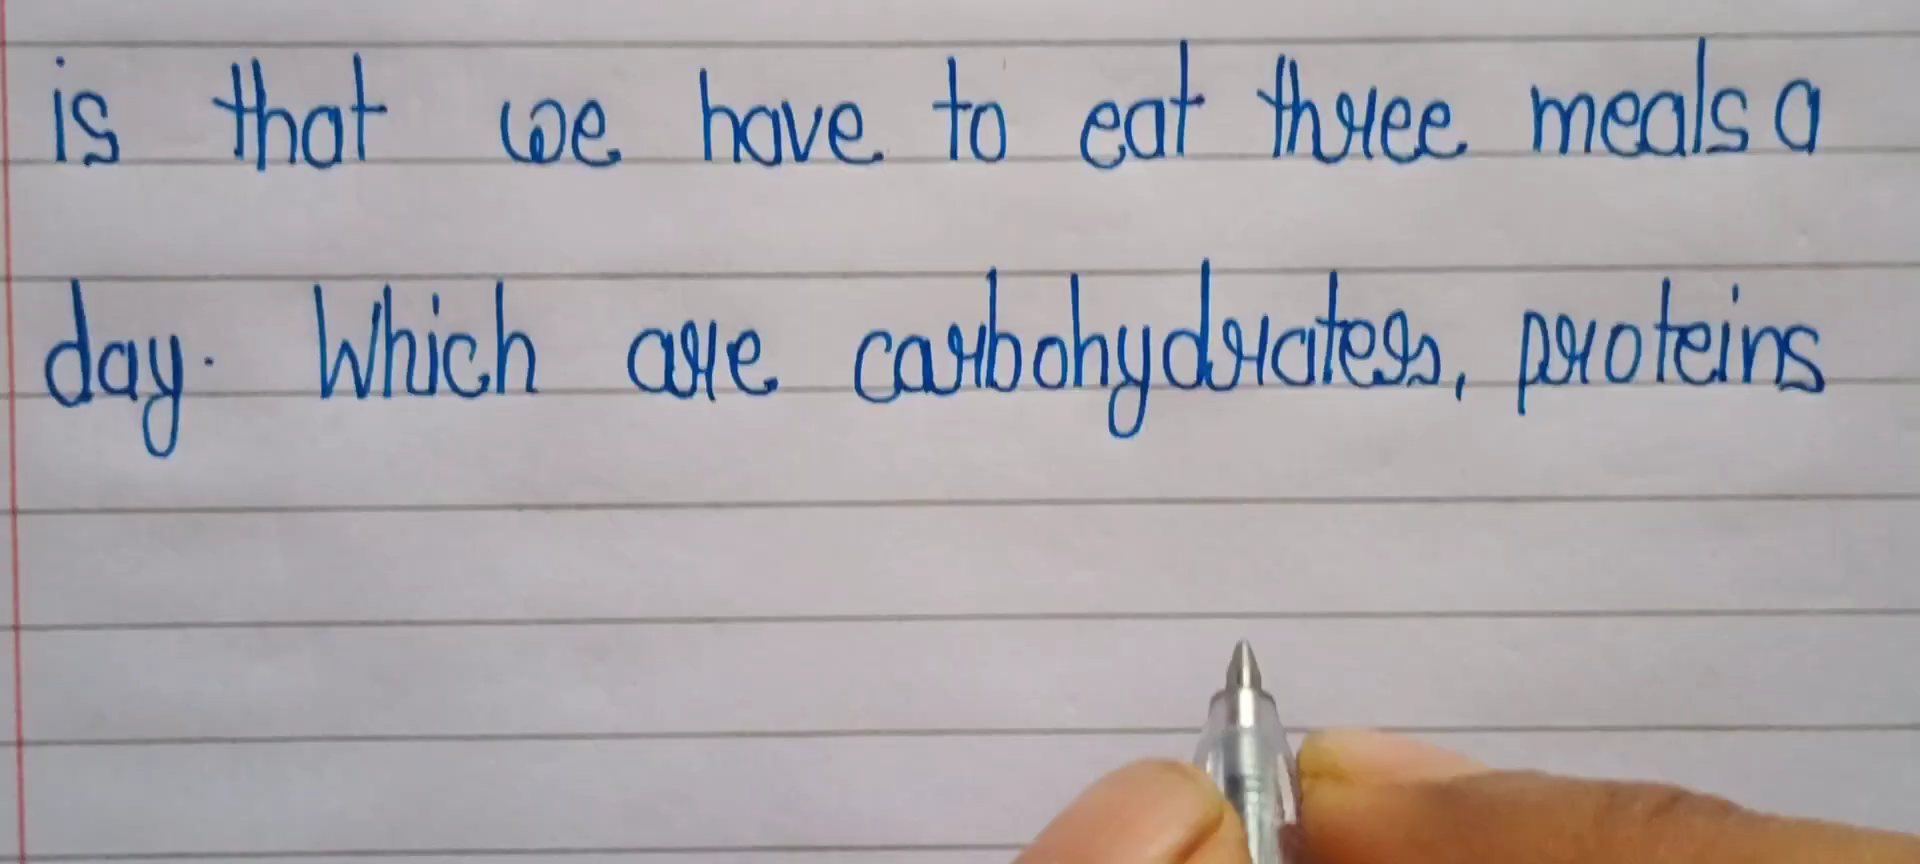 is that we have to eat three meals a
day. Which are carbohydrates, proteins